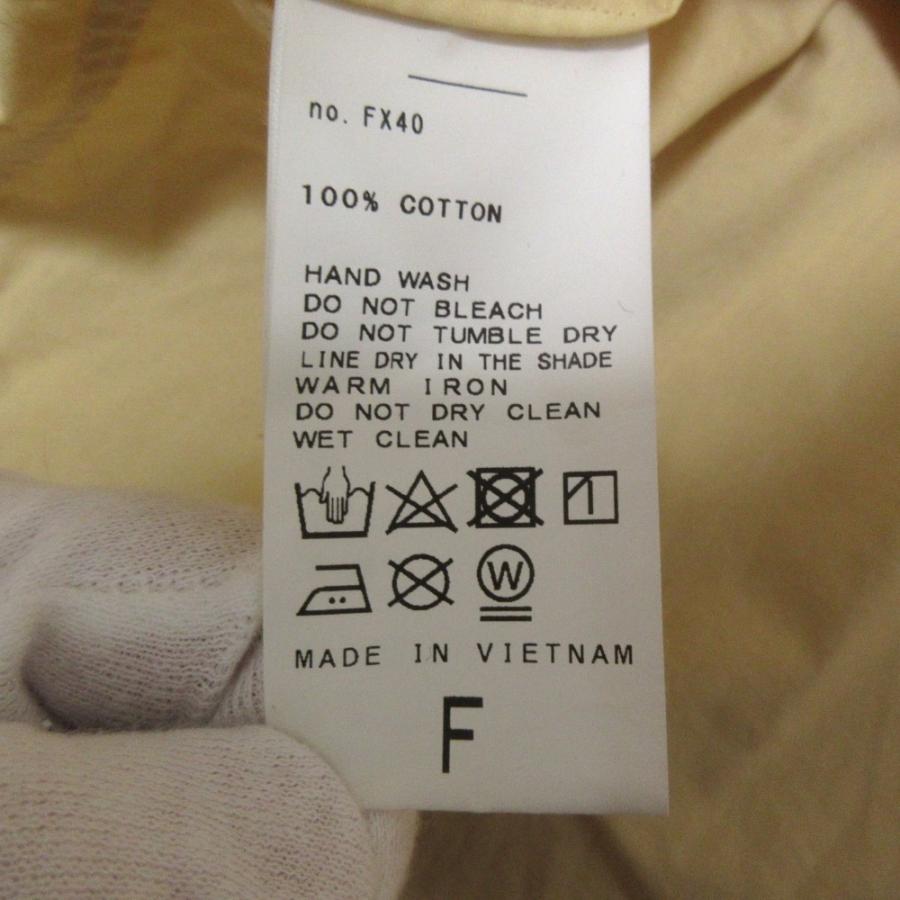 no. FX40
100% COTTON
HAND WASH
DO NOT BLEACH
DO NOT TUMBLE DRY
LINE DRY IN THE SHADE
WARM IRON
DO NOT DRY CLEAN
WET CLEAN
W
MADE IN VIETNAM
F